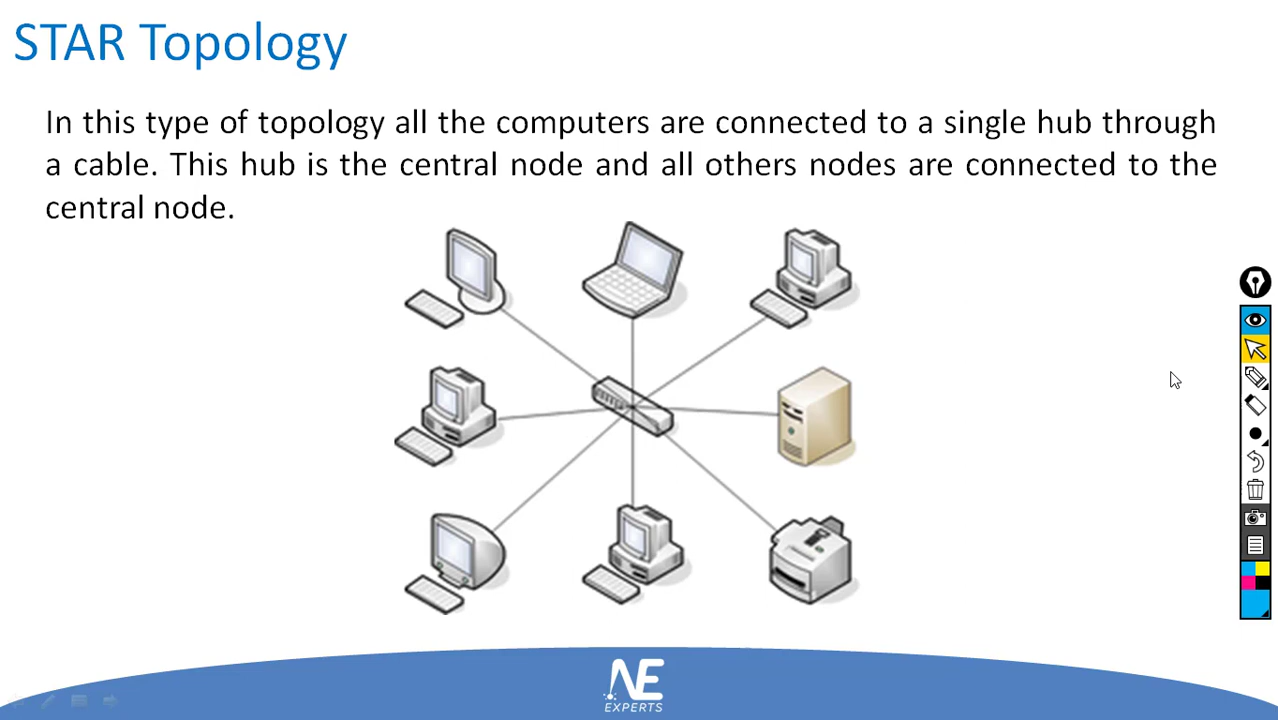 STAR Topology
In this type of topology all the computers are connected to a single hub through
a cable. This hub is the central node and all others nodes are connected to the
central node.
NE
EXPERTS